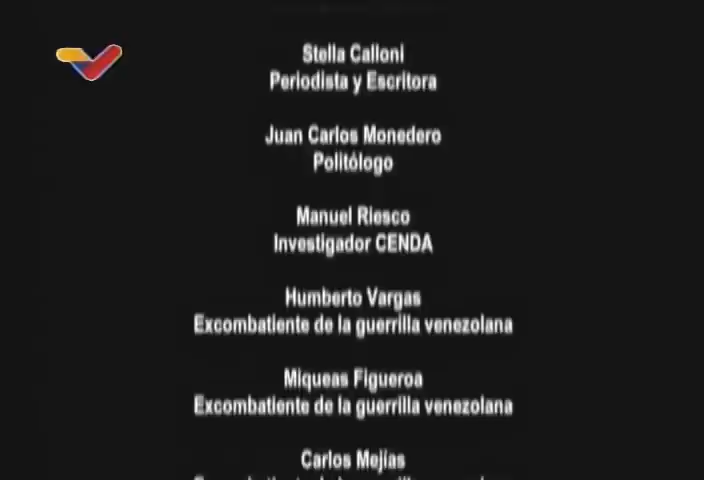 Stella Calloni
Periodista y Escritora
Juan Carlos Monedero
Politólogo
Manuel Riesco
Investigador CENDA
Humberto Vargas
Excombatiente de la guerrilla venezolana
Miqueas Figueroa
Excombatiente de la guerrilla venezolana
Carlos Mejías